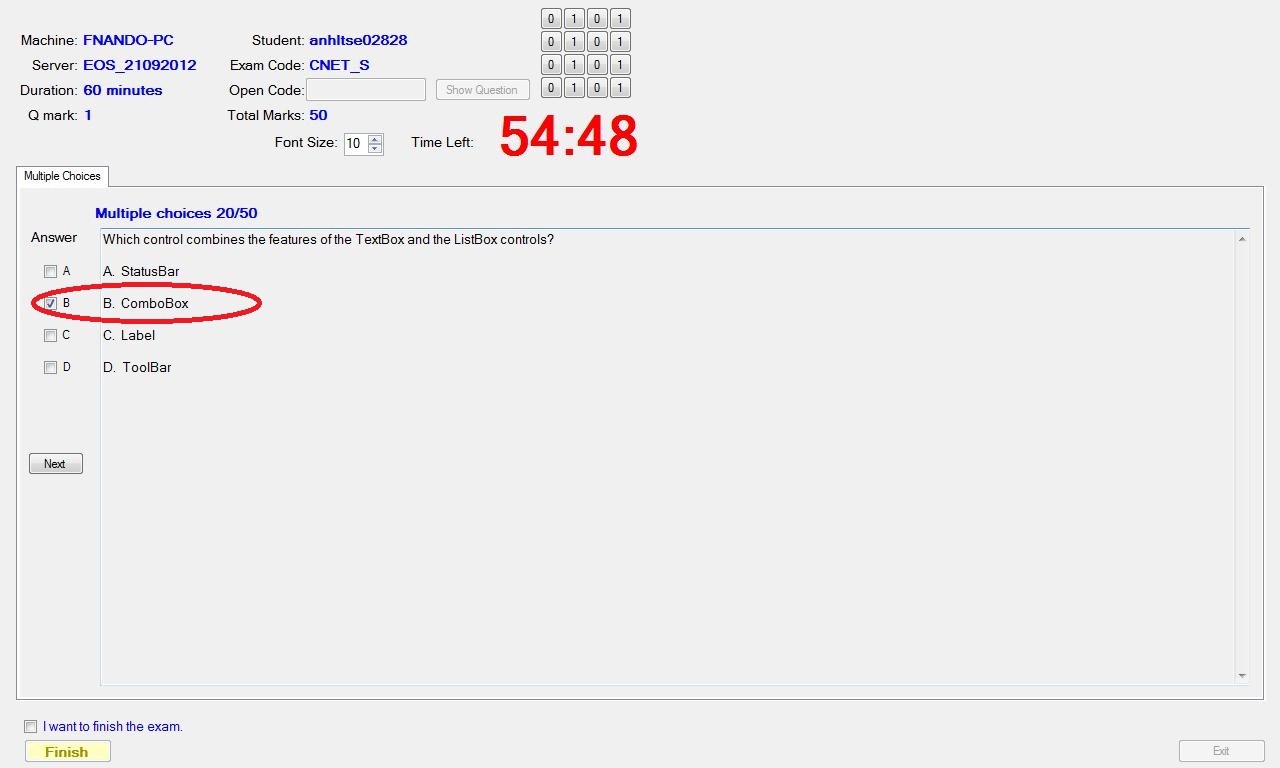 0 1 0 1
Machine: FNANDO-PC Student: anhltse02828
0 1 0 1
Server: EOS_21092012 Exam Code: CNET_S
0 1 0 1
Duration: 60 minutes Open Code: Show Question
0 1 0 1
Q mark: 1 Total Marks: 50
Font Size: 10 Time Left: 54:48
Multiple Choices
Multiple choices 20/50
Answer
Which control combines the features of the TextBox and the ListBox controls?
A A. StatusBar
B B. ComboBox
C C. Label
D D. ToolBar
Next
I want to finish the exam.
Finish Exit